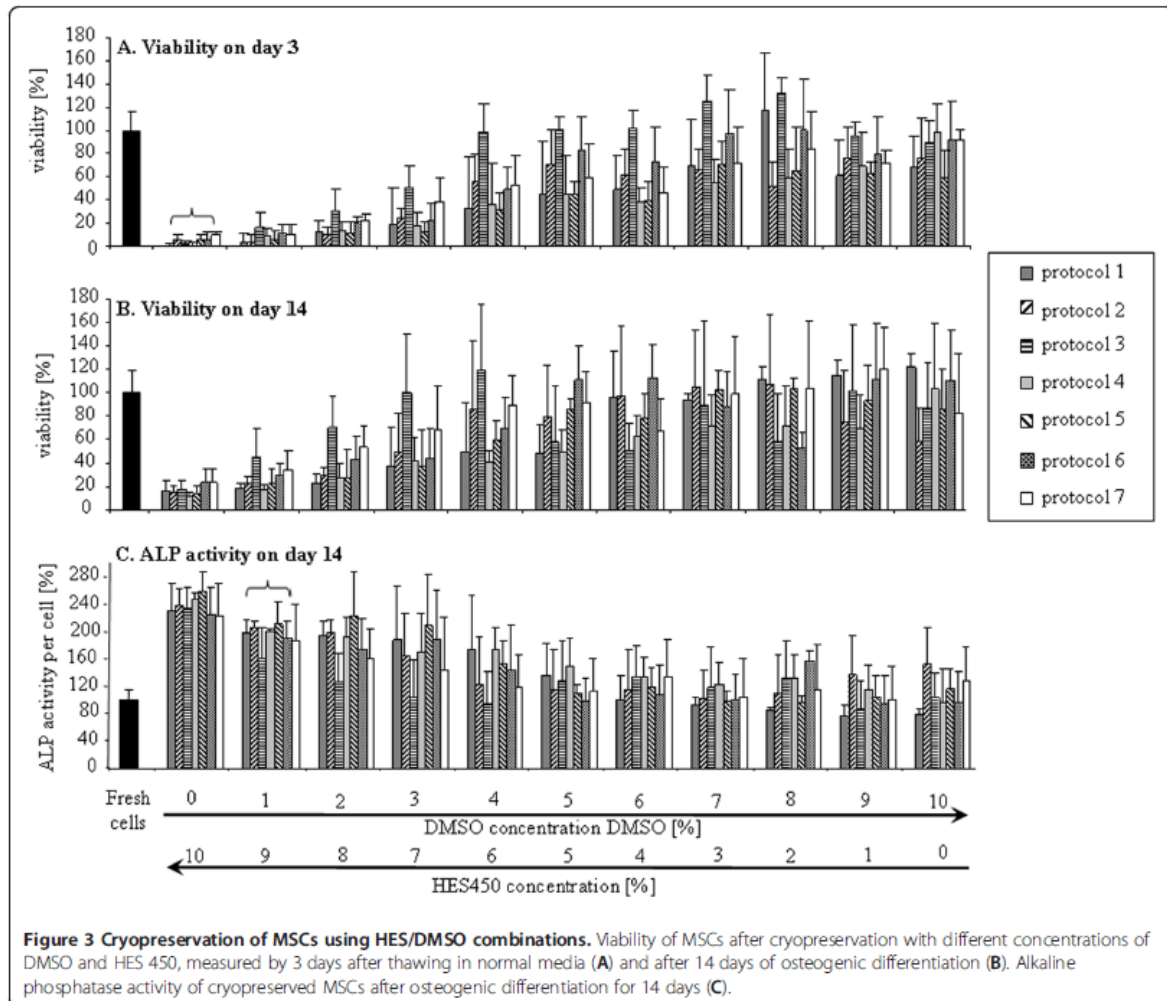 A. Viability on day 3
viability [%]
180
160
140
120
100
80
60
40
20
0
B. Viability on day 14
viability [%]
180
160
140
120
100
80
60
40
20
0
C. ALP activity on day 14
ALP activity per cell [%]
280
240
200
160
120
80
40
0
protocol 1
protocol 2
protocol 3
protocol 4
protocol 5
protocol 6
protocol 7
Fresh cells
0 1 2 3 4 5 6 7 8 9 10
DMSO concentration DMSO [%]
10 9 8 7 6 5 4 3 2 1 0
HES450 concentration [%]
Figure 3 Cryopreservation of MSCs using HES/DMSO combinations. Viability of MSCs after cryopreservation with different concentrations of
DMSO and HES 450, measured by 3 days after thawing in normal media (A) and after 14 days of osteogenic differentiation (B). Alkaline
phosphatase activity of cryopreserved MSCs after osteogenic differentiation for 14 days (C).